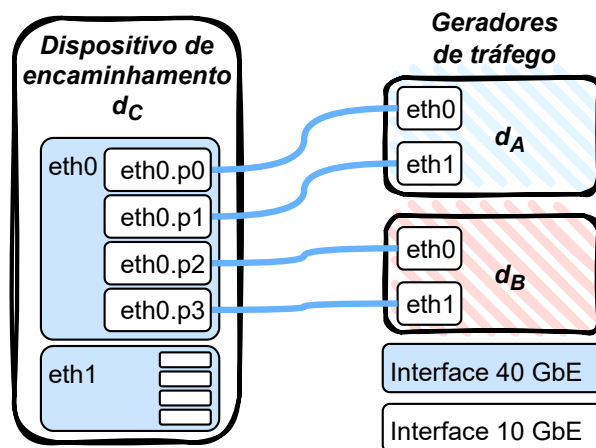 Dispositivo de
encaminhamento
dC
eth0
eth0.p0
eth0.p1
eth0.p2
eth0.p3
eth1
Geradores
de tráfego
eth0
eth1
dA
eth0
eth1
dB
Interface 40 GbE
Interface 10 GbE